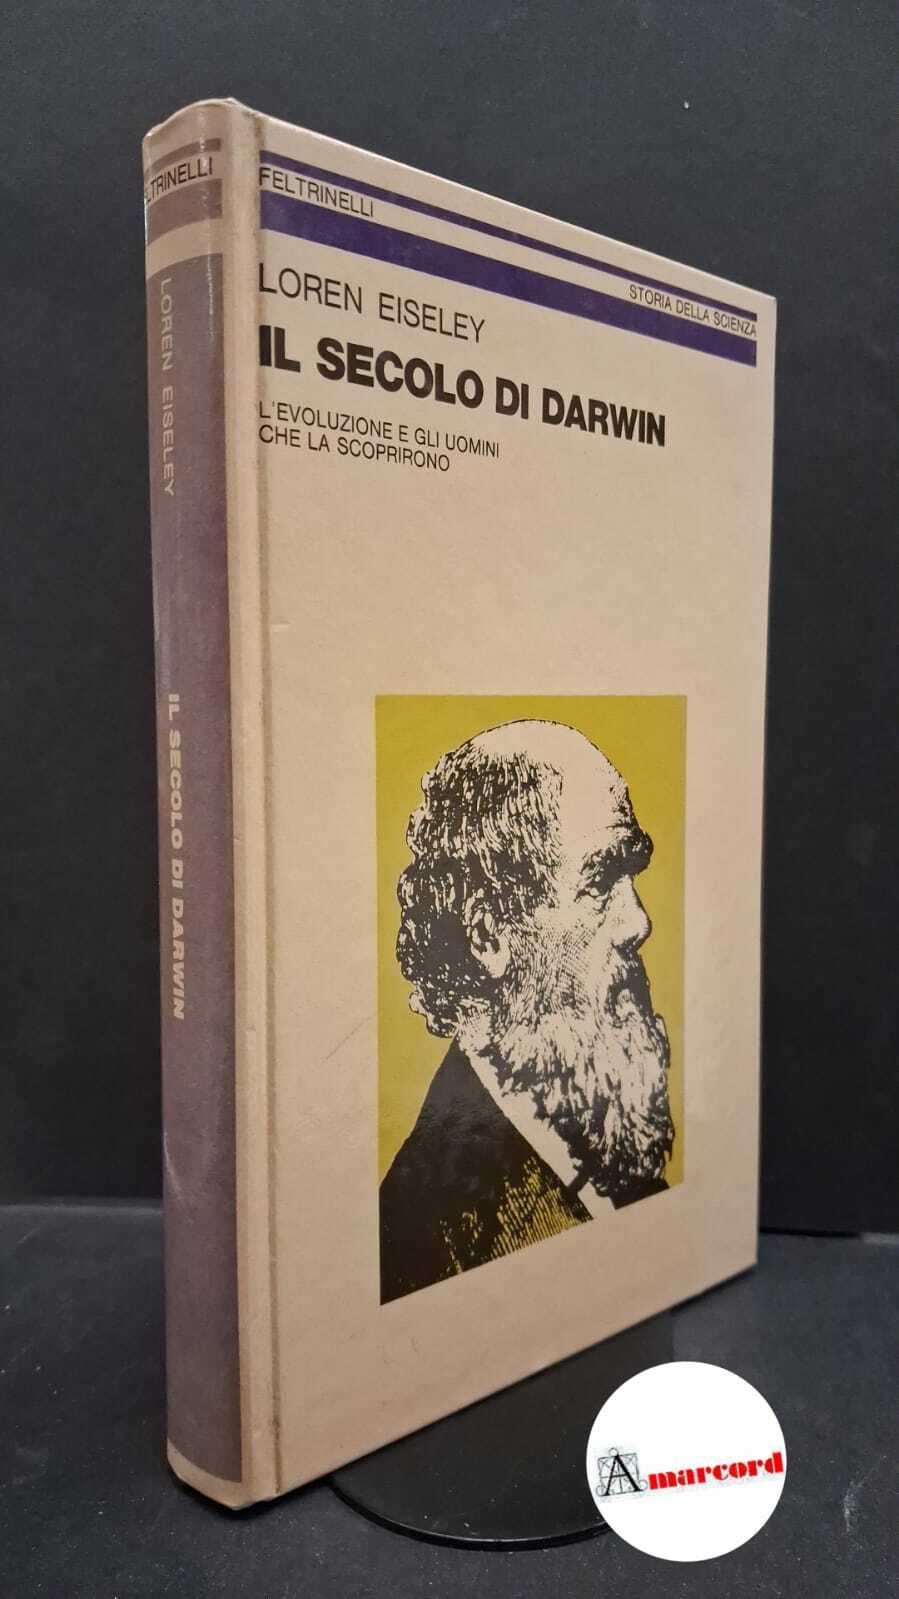 FELTRINELLI
STORIA DELLA SCIENZA
LOREN EISELEY
IL SECOLO DI DARWIN
L'EVOLUZIONE E GLI UOMINI
CHE LA SCOPRIRONO
ELTRINELLI
LOREN EISELEY
IL SECOLO DI DARWIN
Amarcord